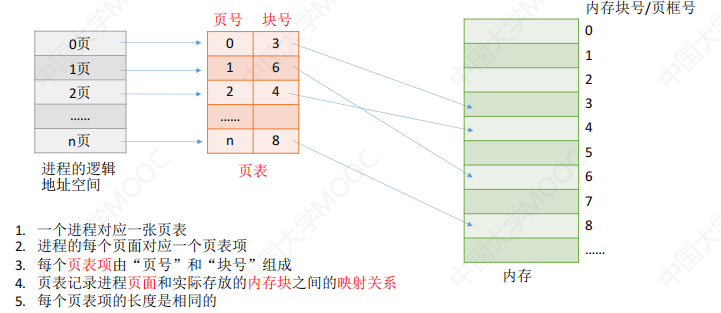 内存块号/页框号
页号 块号
0页
1页
2页
……
n页
0 3
1 6
2 4
……
n 8
0
1
2
3
4
5
6
7
8
……
进程的逻辑
地址空间
页表
内存
1. 一个进程对应一张页表
2. 进程的每个页面对应一个页表项
3. 每个页表项由“页号”和“块号”组成
4. 页表记录进程页面和实际存放的内存块之间的映射关系
5. 每个页表项的长度是相同的
中国大学MOOC